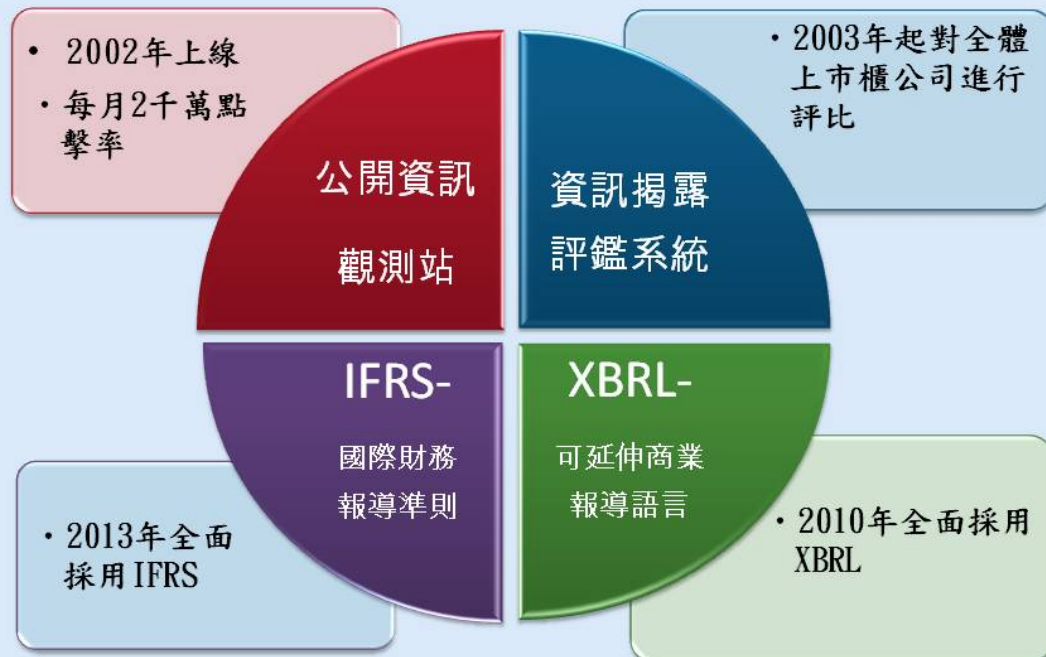 • 2002年上線
• 每月2千萬點
擊率
公開資訊
觀測站
• 2003年起對全體
上市櫃公司進行
評比
資訊揭露
評鑑系統
IFRS-
國際財務
報導準則
• 2013年全面
採用IFRS
XBRL-
可延伸商業
報導語言
• 2010年全面採用
XBRL